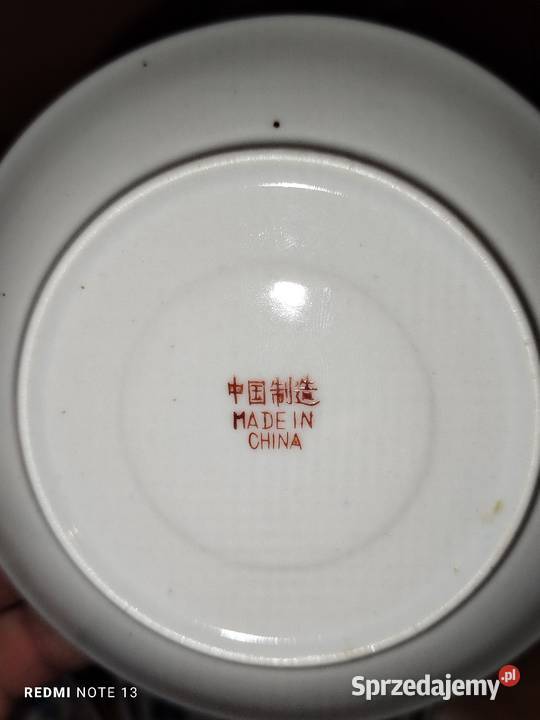 中国制造
MADE IN
CHINA
REDMI NOTE 13
Sprzedajemy.pl